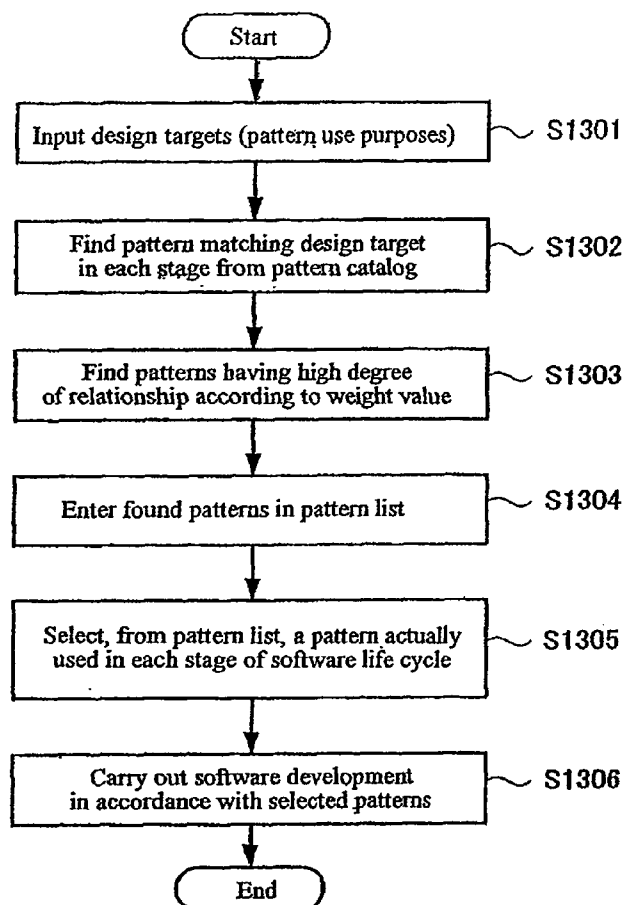 Start
Input design targets (pattern use purposes)
S1301
Find pattern matching design target
in each stage from pattern catalog
S1302
Find patterns having high degree
of relationship according to weight value
S1303
Enter found patterns in pattern list
S1304
Select, from pattern list, a pattern actually
used in each stage of software life cycle
S1305
Carry out software development
in accordance with selected patterns
S1306
End